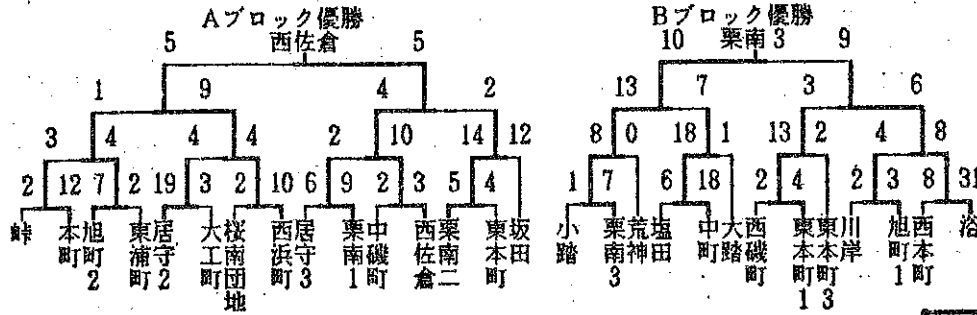 Aブロック優勝 Bブロック優勝
5 西佐倉 5 10 栗南3 9
1 9 4 2 13 7 3 6
3 4 4 4 2 10 14 12 8 0 18 1 13 2 4 8
2 12 7 2 19 3 2 10 6 9 2 3 5 4 1 7 6 18 2 4 2 3 8 31
峠 本町 旭町2 東浦町 居守2 大工町 桜南団地 西浜町 居守3 栗南1 中磯町 西佐倉 栗南二 東本町 坂田 小踏 栗南3 荒神 塩田 中町 大踏 西磯町 東本町1 東本町3 川岸 旭町1 西本町 浴